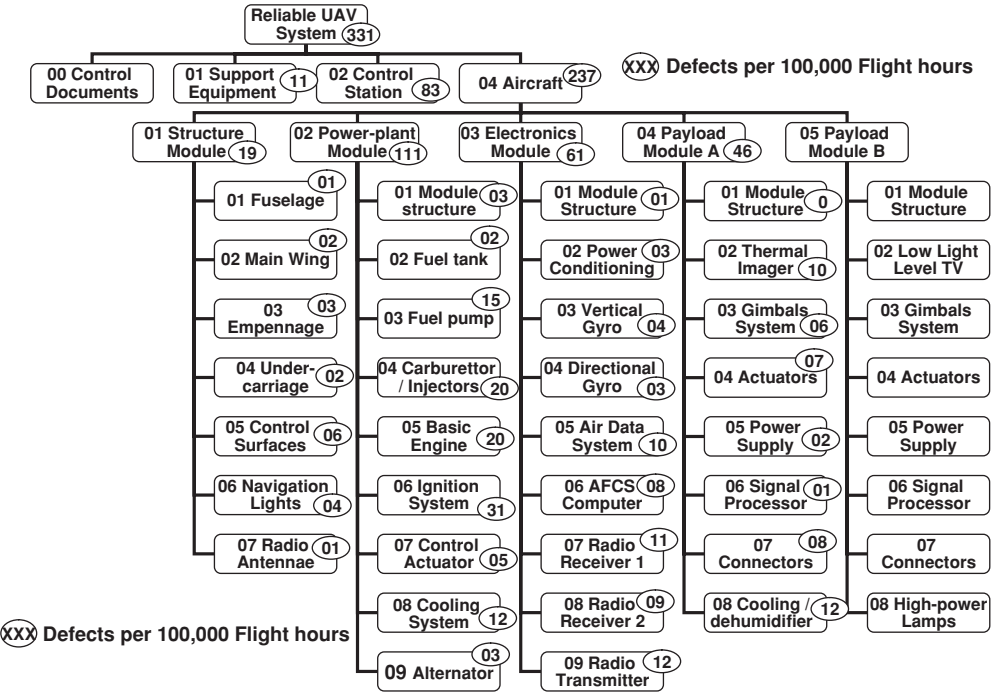 Reliable UAV
System 331
XXX Defects per 100,000 Flight hours
00 Control
Documents
01 Support
Equipment 11
02 Control
Station 83
04 Aircraft 237
01 Structure
Module 19
02 Power-plant
Module 111
03 Electronics
Module 61
04 Payload
Module A 46
05 Payload
Module B
01
01 Fuselage
02
02 Main Wing
03
03
Empennage
04 Under-
carriage 02
05 Control
Surfaces 06
06 Navigation
Lights 04
07 Radio
Antennae 01
01 Module
structure 03
02
02 Fuel tank
15
03 Fuel pump
04 Carburettor
/ Injectors 20
05 Basic
Engine 20
06 Ignition
System 31
07 Control
Actuator 05
08 Cooling
System 12
03
09 Alternator
01 Module
Structure 01
02 Power 03
Conditioning
03 Vertical
Gyro 04
04 Directional
Gyro 03
05 Air Data
System 10
06 AFCS 08
Computer
07 Radio 11
Receiver 1
08 Radio 09
Receiver 2
09 Radio 12
Transmitter
01 Module
Structure 0
02 Thermal
Imager 10
03 Gimbals
System 06
07
04 Actuators
05 Power
Supply 02
06 Signal 01
Processor
07 08
Connectors
08 Cooling / 12
dehumidifier
01 Module
Structure
02 Low Light
Level TV
03 Gimbals
System
04 Actuators
05 Power
Supply
06 Signal
Processor
07
Connectors
08 High-power
Lamps
XXX Defects per 100,000 Flight hours